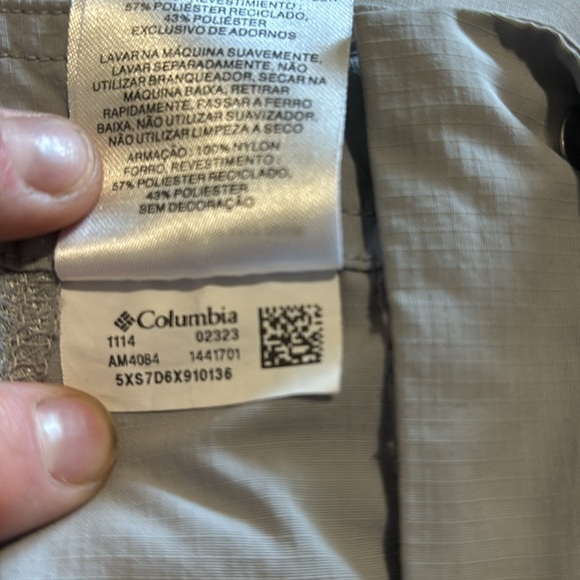 57% POLIÉSTER RECICLADO,
43% POLIÉSTER
EXCLUSIVO DE ADORNOS
LAVAR NA MÁQUINA SUAVEMENTE,
LAVAR SEPARADAMENTE, NÃO
UTILIZAR BRANQUEADOR, SECAR NA
MÁQUINA BAIXA, RETIRAR
RAPIDAMENTE, PASSAR A FERRO
BAIXA, NÃO UTILIZAR SUAVIZADOR,
NÃO UTILIZAR LIMPEZA A SECO
ARMAÇÃO: 100% NYLON
FORRO, REVESTIMENTO:
57% POLIÉSTER RECICLADO,
43% POLIÉSTER
SEM DECORAÇÃO
Columbia
1114 02323
AM4084 1441701
5XS7D6X910136